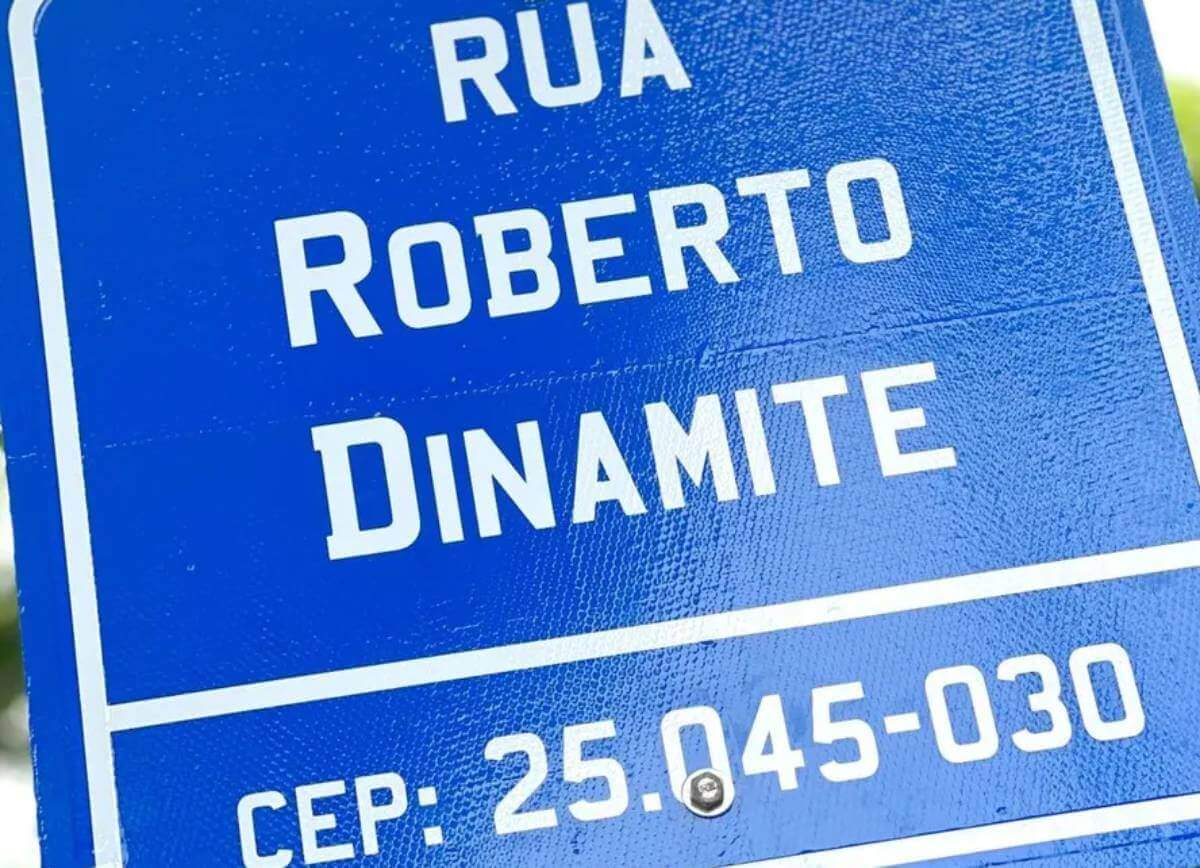 RUA
ROBERTO
DINAMITE
CEP: 25.045-030